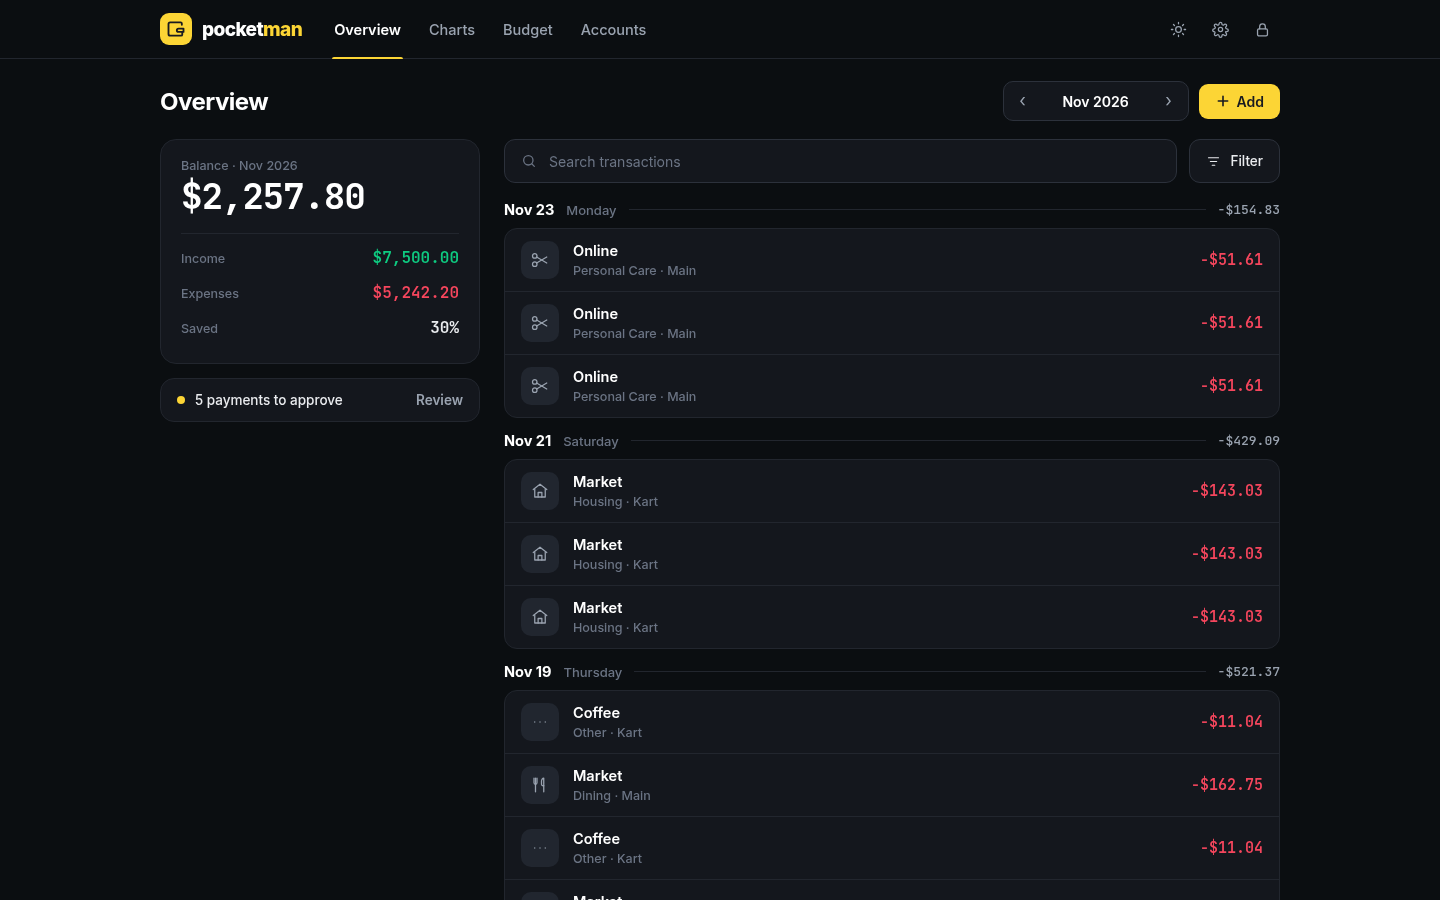 pocketman
Overview
Charts
Budget
Accounts
Overview
Nov 2026
Add
Balance · Nov 2026
$2,257.80
Income
$7,500.00
Expenses
$5,242.20
Saved
30%
5 payments to approve
Review
Search transactions
Filter
Nov 23 Monday -$154.83
Online
Personal Care · Main
-$51.61
Online
Personal Care · Main
-$51.61
Online
Personal Care · Main
-$51.61
Nov 21 Saturday -$429.09
Market
Housing · Kart
-$143.03
Market
Housing · Kart
-$143.03
Market
Housing · Kart
-$143.03
Nov 19 Thursday -$521.37
Coffee
Other · Kart
-$11.04
Market
Dining · Main
-$162.75
Coffee
Other · Kart
-$11.04